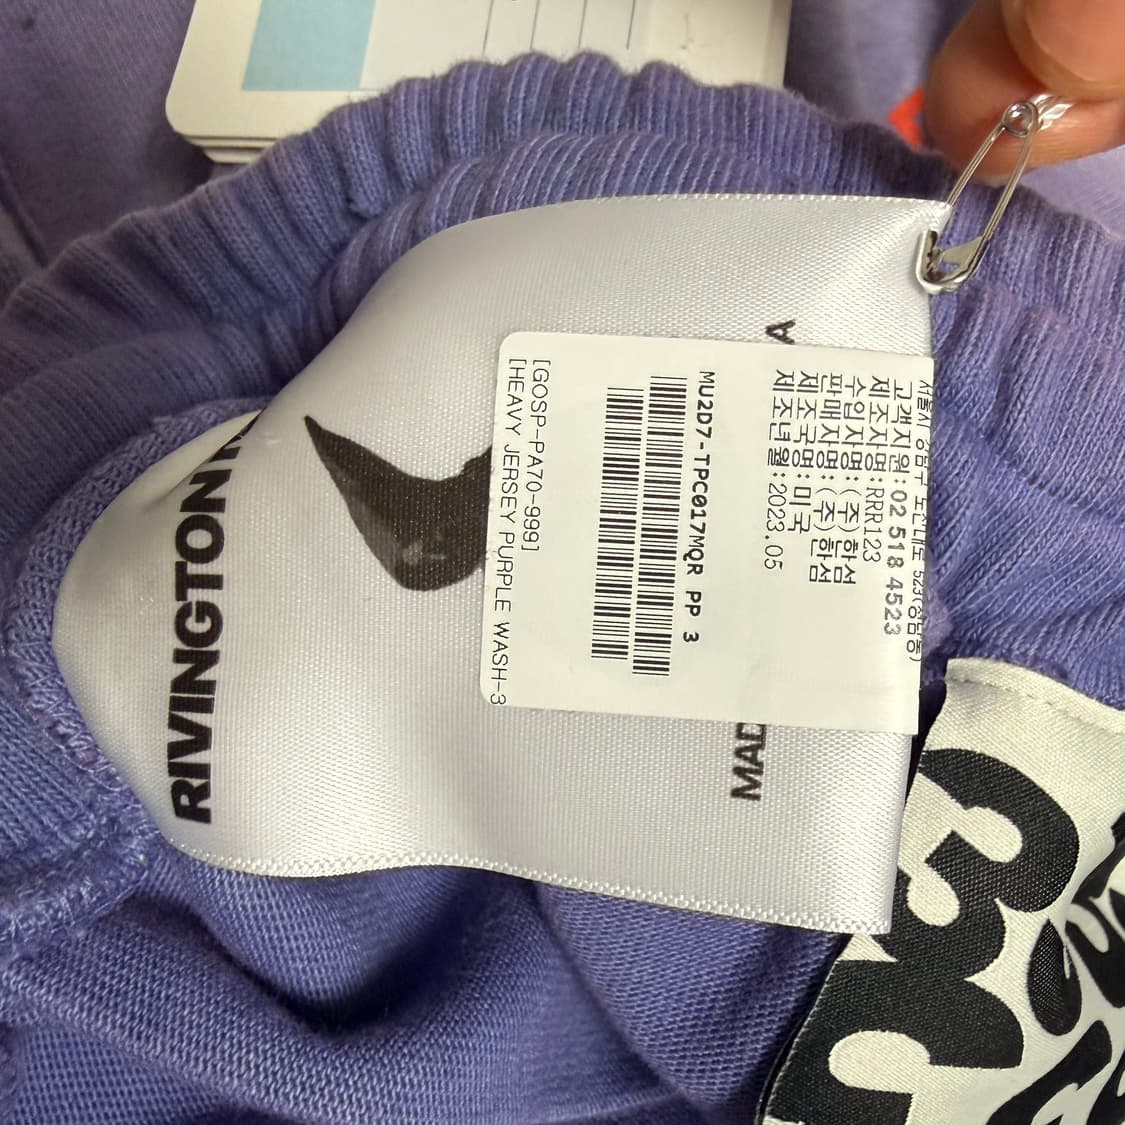 RIVINGTON
[GOSP-PA70-999]
[HEAVY JERSEY PURPLE WASH-3
MU2D7-TPC017MQR PP 3
제조년월:2023.05
제조국명:미국
판매사명:(주)한섬
수입자명:(주)한섬
제조자명:RRR123
고객지원:02 518 4523
MAD
A